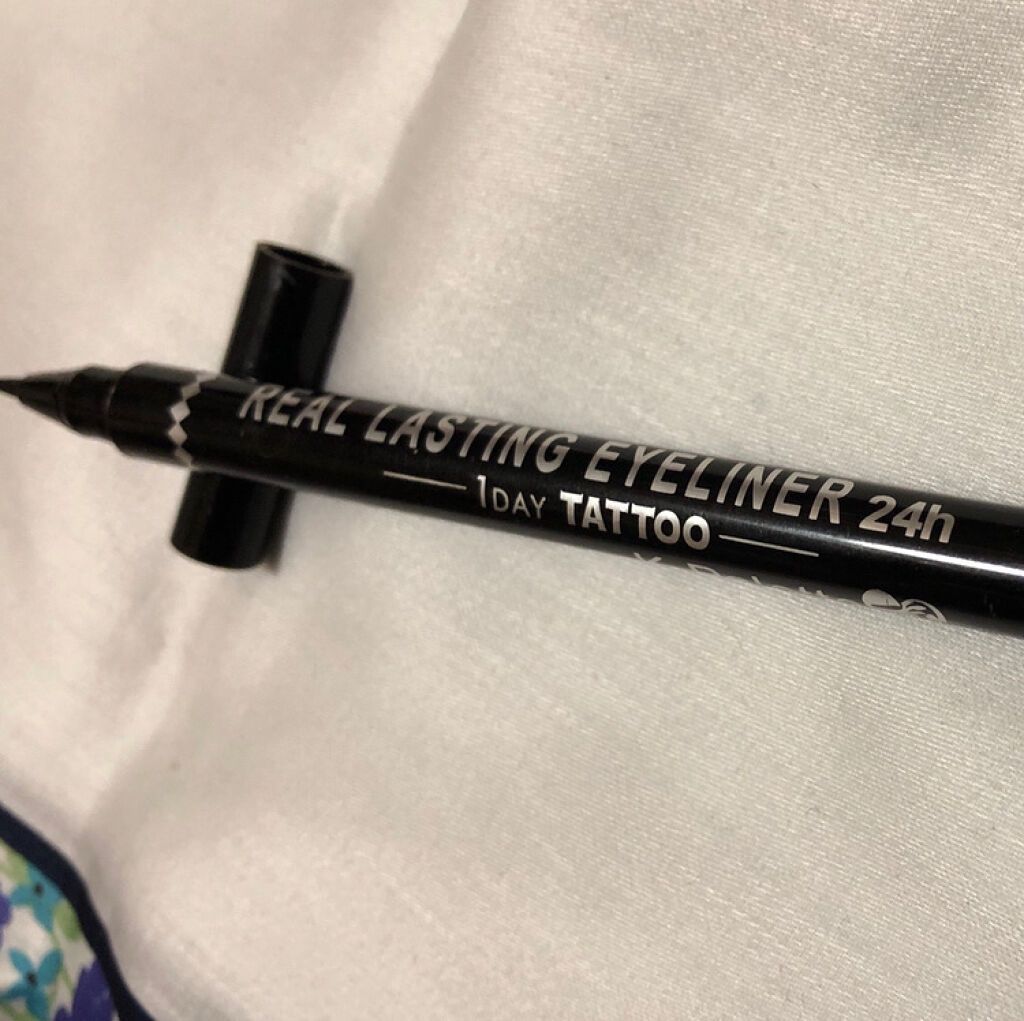 REAL LASTING EYELINER 24h
1DAY TATTOO